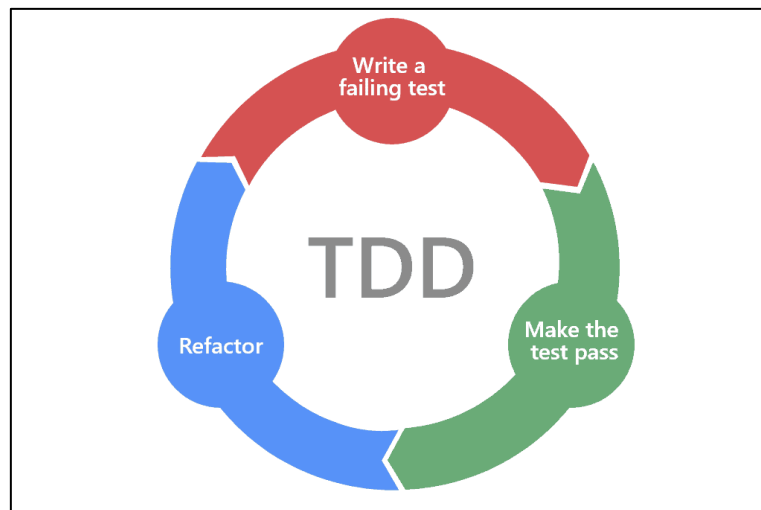 Write a
failing test
TDD
Make the
test pass
Refactor